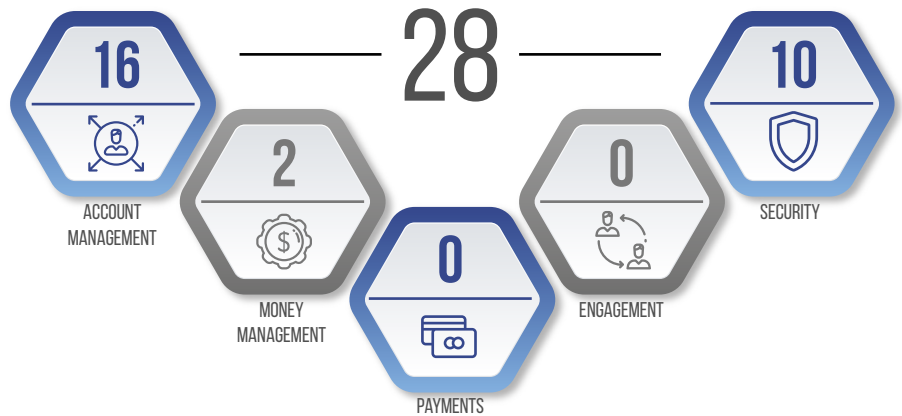 28
16
ACCOUNT
MANAGEMENT
2
$
MONEY
MANAGEMENT
0
PAYMENTS
0
ENGAGEMENT
10
SECURITY